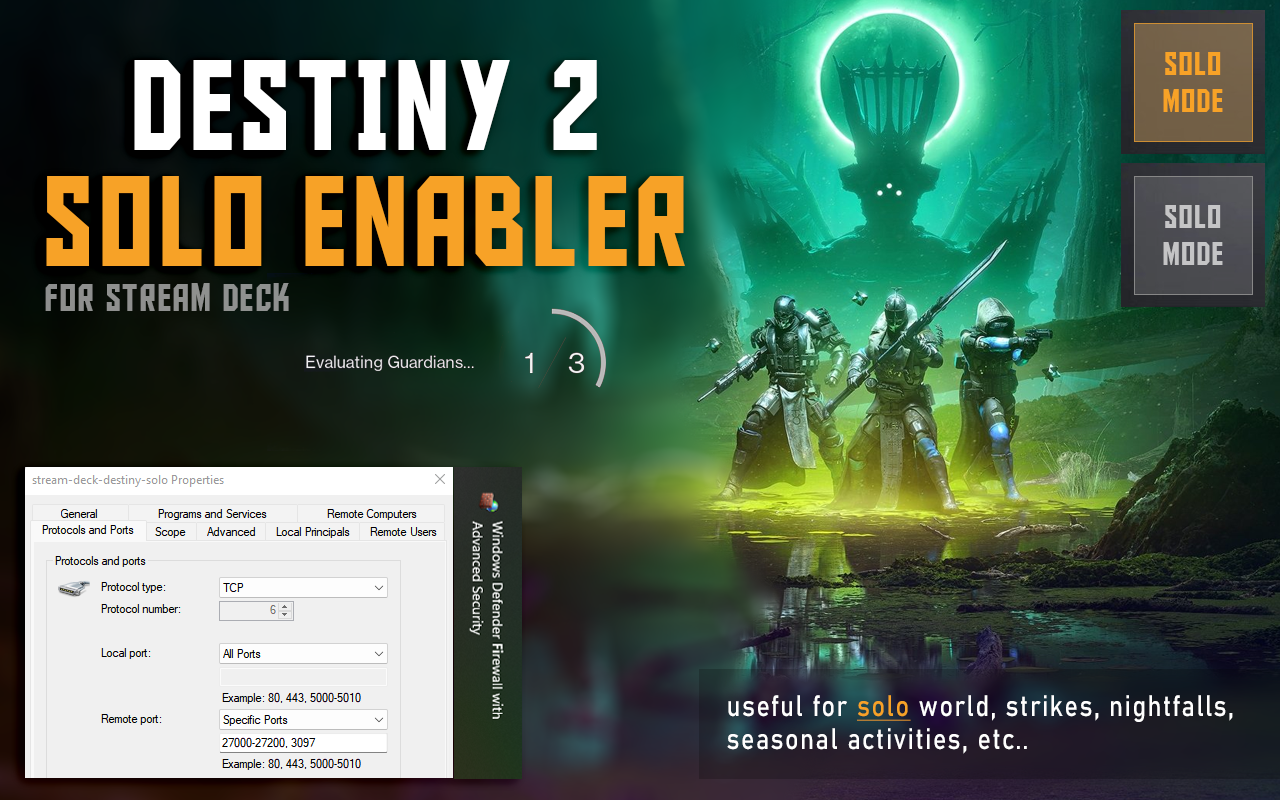 DESTINY 2
SOLO ENABLER
FOR STREAM DECK
SOLO
MODE
SOLO
MODE
Evaluating Guardians... 1 3
stream-deck-destiny-solo Properties
General Programs and Services Remote Computers
Protocols and Ports Scope Advanced Local Principals Remote Users
Protocols and ports
Protocol type: TCP
Protocol number: 6
Local port: All Ports
Example: 80, 443, 5000-5010
Remote port: Specific Ports
27000-27200, 3097
Example: 80, 443, 5000-5010
Windows Defender Firewall with
Advanced Security
useful for solo world, strikes, nightfalls,
seasonal activities, etc..